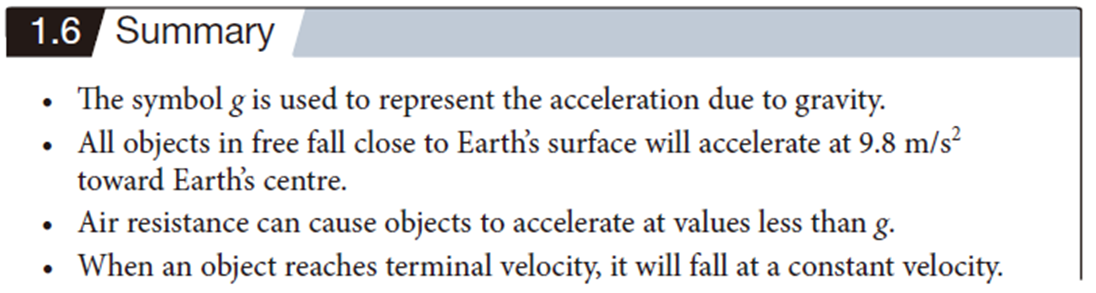 1.6 Summary
• The symbol g is used to represent the acceleration due to gravity.
• All objects in free fall close to Earth’s surface will accelerate at 9.8 m/s²
toward Earth’s centre.
• Air resistance can cause objects to accelerate at values less than g.
• When an object reaches terminal velocity, it will fall at a constant velocity.